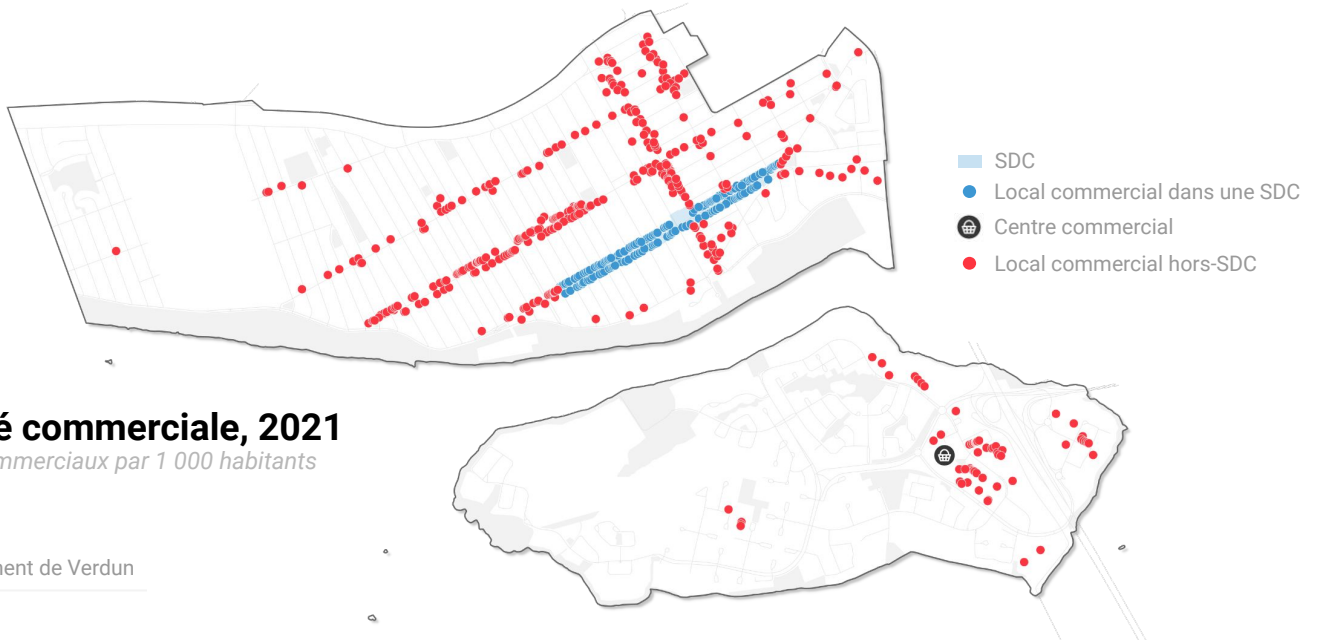 SDC
Local commercial dans une SDC
Centre commercial
Local commercial hors-SDC
é commerciale, 2021
mmerciaux par 1 000 habitants
nent de Verdun